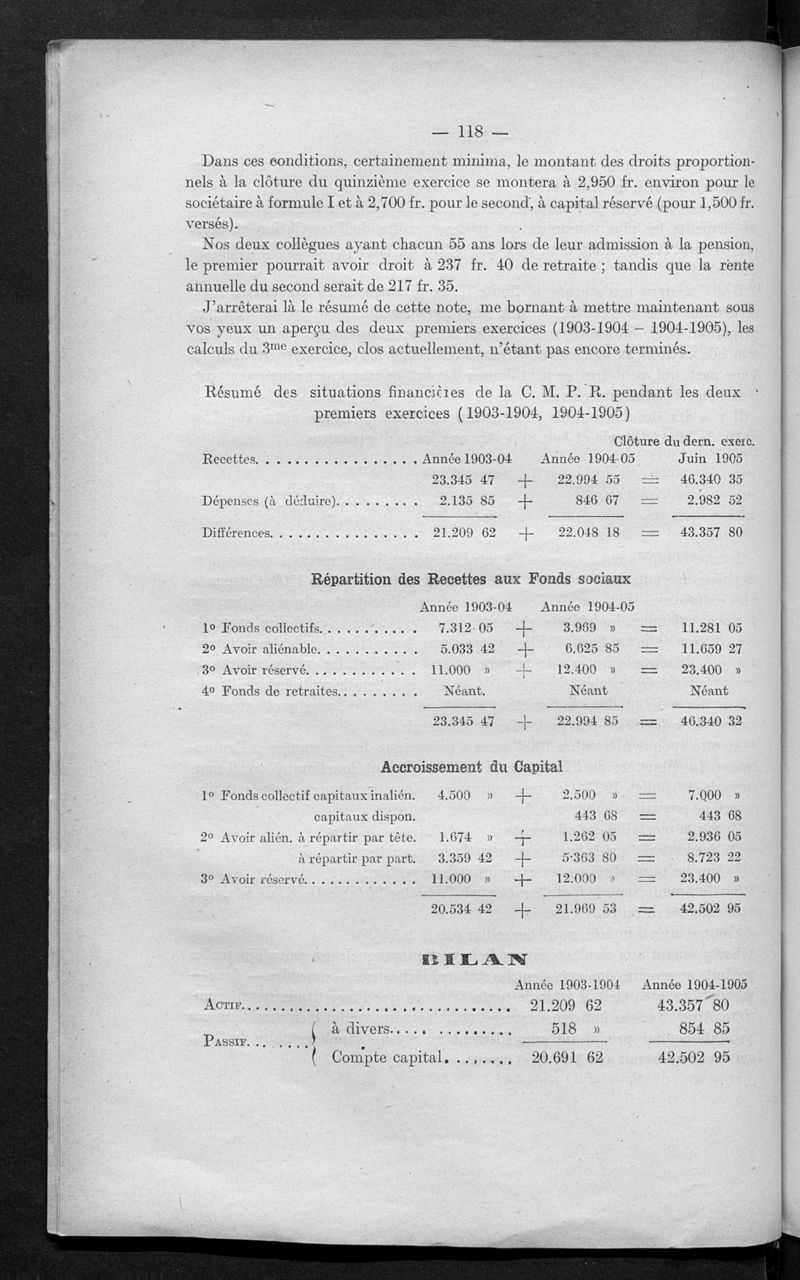 — 118 —
Dans ces conditions, certainement minima, le montant des droits proportion-
nels à la clôture du quinzième exercice se montera à 2,950 fr. environ pour le
sociétaire à formule I et à 2,700 fr. pour le second, à capital réservé (pour 1,500 fr.
versés).
Nos deux collègues ayant chacun 55 ans lors de leur admission à la pension,
le premier pourrait avoir droit à 237 fr. 40 de retraite ; tandis que la rente
annuelle du second serait de 217 fr. 35.
J'arrêterai là le résumé de cette note, me bornant à mettre maintenant sous
vos yeux un aperçu des deux premiers exercices (1903-1904 — 1904-1905), les
calculs du 3me exercice, clos actuellement, n'étant pas encore terminés.
Résumé des situations financières de la C. M. P. R. pendant les deux
premiers exercices (1903-1904, 1904-1905)
Clôture du dern. exerc.
Recettes. . . . . . . . . . . . . . . . . Année 1903-04 Année 1904-05 Juin 1905
23.345 47 + 22.994 55 = 46.340 35
Dépenses (à déduire). . . . . . . . . 2.135 85 + 846 67 = 2.982 52
Différences. . . . . . . . . . . . . . . . 21.209 62 + 22.048 18 = 43.357 80
Répartition des Recettes aux Fonds sociaux
Année 1903-04 Année 1904-05
1º Fonds collectifs. . . . . . . . . . . 7.312 05 + 3.969 » = 11.281 05
2º Avoir aliénable. . . . . . . . . . . 5.033 42 + 6.625 85 = 11.659 27
3º Avoir réservé. . . . . . . . . . . . 11.000 » + 12.400 » = 23.400 »
4º Fonds de retraites. . . . . . . . . Néant. Néant Néant
23.345 47 + 22.994 85 = 46.340 32
Accroissement du Capital
1º Fonds collectif capitaux inalién. 4.500 » + 2.500 » = 7.000 »
capitaux dispon. 443 68 = 443 68
2º Avoir alién. à répartir par tête. 1.674 » + 1.262 05 = 2.936 05
à répartir par part. 3.359 42 + 5·363 80 = 8.723 22
3º Avoir réservé. . . . . . . . . . . . 11.000 » + 12.000 » = 23.400 »
20.534 42 + 21.969 53 = 42.502 95
BILAN
Année 1903-1904 Année 1904-1905
ACTIF. . . . . . . . . . . . . . . . . . . . . . . . . . . . . 21.209 62 43.357 80
à divers. . . . . . . . . . . . . . 518 » 854 85
PASSIF. . . . . . . .
Compte capital. . . . . . . . 20.691 62 42.502 95